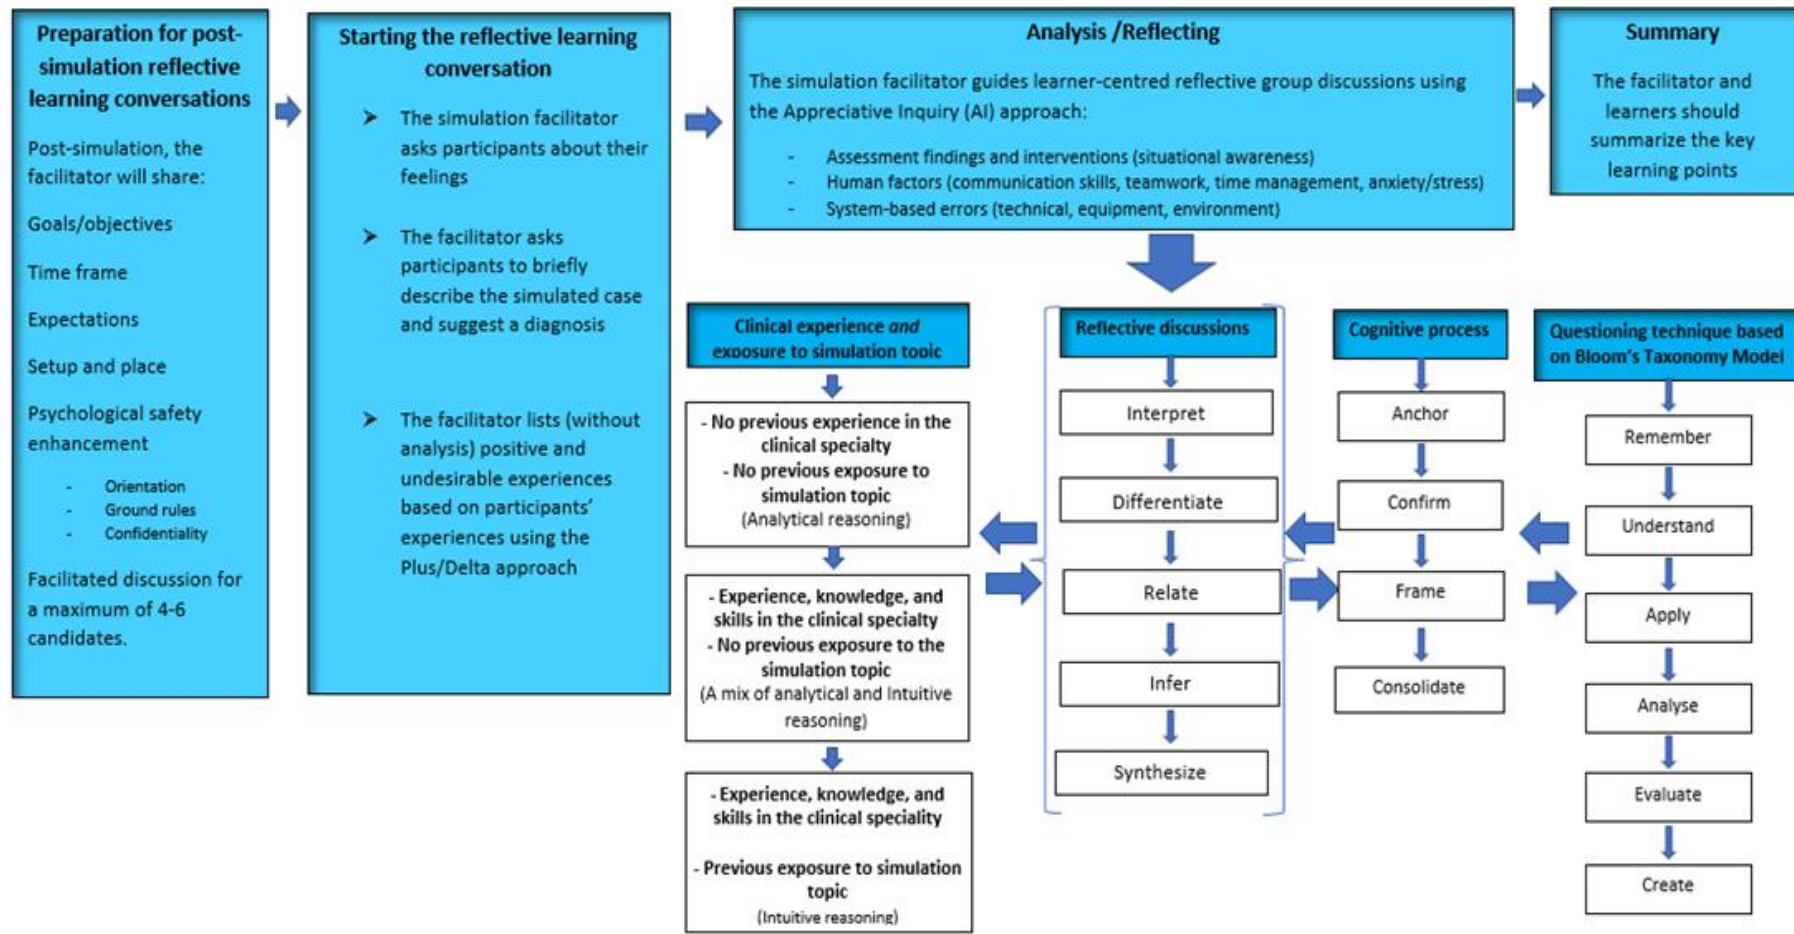 Preparation for post-
simulation reflective
learning conversations
Post-simulation, the
facilitator will share:
Goals/objectives
Time frame
Expectations
Setup and place
Psychological safety
enhancement
- Orientation
- Ground rules
- Confidentiality
Facilitated discussion for
a maximum of 4-6
candidates.
Starting the reflective learning
conversation
➤ The simulation facilitator
asks participants about their
feelings
➤ The facilitator asks
participants to briefly
describe the simulated case
and suggest a diagnosis
➤ The facilitator lists (without
analysis) positive and
undesirable experiences
based on participants'
experiences using the
Plus/Delta approach
Analysis /Reflecting
The simulation facilitator guides learner-centred reflective group discussions using
the Appreciative Inquiry (AI) approach:
- Assessment findings and interventions (situational awareness)
- Human factors (communication skills, teamwork, time management, anxiety/stress)
- System-based errors (technical, equipment, environment)
Summary
The facilitator and
learners should
summarize the key
learning points
Clinical experience and
exposure to simulation topic
- No previous experience in the
clinical specialty
- No previous exposure to
simulation topic
(Analytical reasoning)
- Experience, knowledge, and
skills in the clinical specialty
- No previous exposure to the
simulation topic
(A mix of analytical and Intuitive
reasoning)
- Experience, knowledge, and
skills in the clinical speciality
- Previous exposure to simulation
topic
(Intuitive reasoning)
Reflective discussions
Interpret
Differentiate
Relate
Infer
Synthesize
Cognitive process
Anchor
Confirm
Frame
Consolidate
Questioning technique based
on Bloom's Taxonomy Model
Remember
Understand
Apply
Analyse
Evaluate
Create